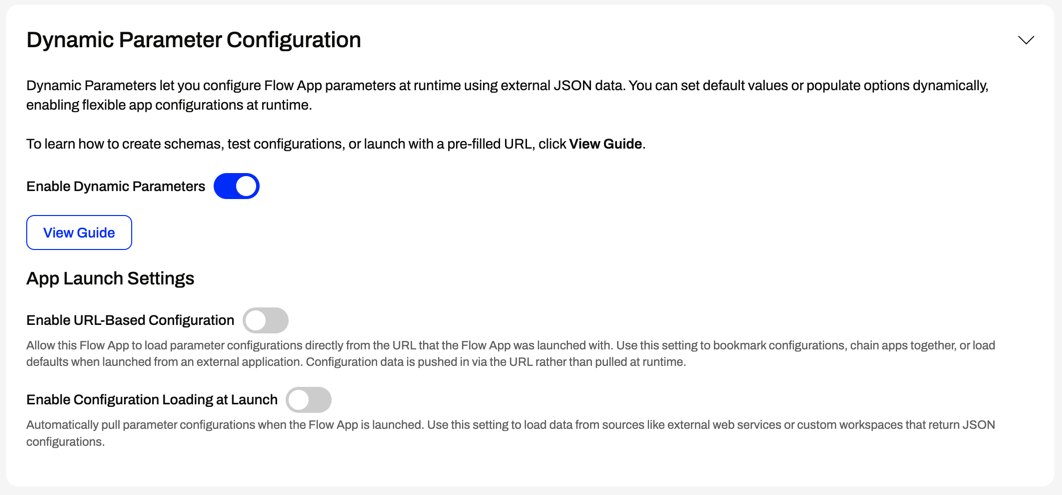 Dynamic Parameter Configuration
Dynamic Parameters let you configure Flow App parameters at runtime using external JSON data. You can set default values or populate options dynamically,
enabling flexible app configurations at runtime.
To learn how to create schemas, test configurations, or launch with a pre-filled URL, click View Guide.
Enable Dynamic Parameters
View Guide
App Launch Settings
Enable URL-Based Configuration
Allow this Flow App to load parameter configurations directly from the URL that the Flow App was launched with. Use this setting to bookmark configurations, chain apps together, or load
defaults when launched from an external application. Configuration data is pushed in via the URL rather than pulled at runtime.
Enable Configuration Loading at Launch
Automatically pull parameter configurations when the Flow App is launched. Use this setting to load data from sources like external web services or custom workspaces that return JSON
configurations.